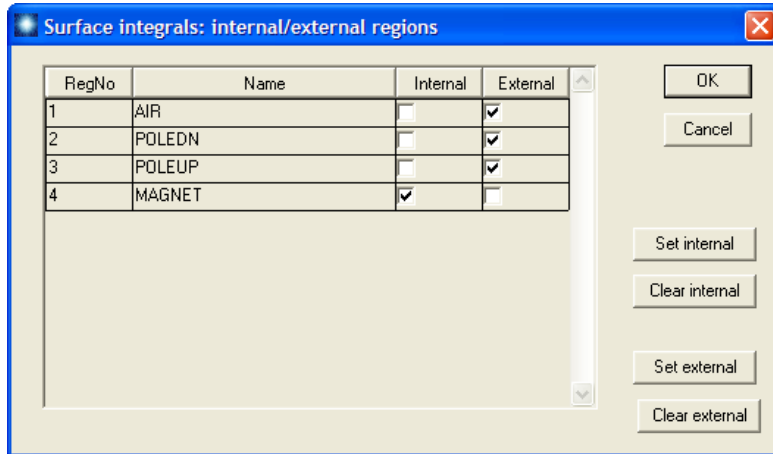 Surface integrals: internal/external regions
RegNo Name Internal External
1 AIR
2 POLEDN
3 POLEUP
4 MAGNET
OK
Cancel
Set internal
Clear internal
Set external
Clear external